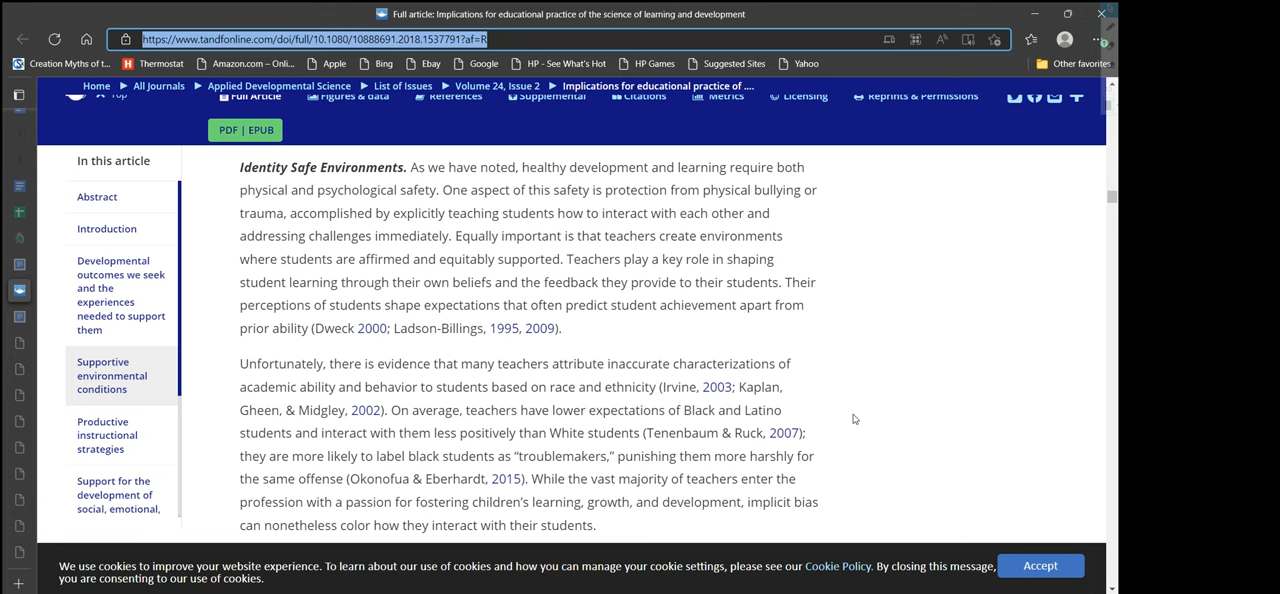 Full article: Implications for educational practice of the science of learning and development
https://www.tandfonline.com/doi/full/10.1080/10888691.2018.1537791?af=R
Creation Myths of t... Thermostat Amazon.com – Onli... Apple Bing Ebay Google HP - See What's Hot HP Games Suggested Sites Yahoo Other favorites
Home All Journals Applied Developmental Science List of Issues Volume 24, Issue 2 Implications for educational practice of ....
Top Full Article Figures & data References Supplemental Citations Metrics Licensing Reprints & Permissions
PDF | EPUB
In this article
Abstract
Introduction
Developmental
outcomes we seek
and the
experiences
needed to support
them
Supportive
environmental
conditions
Productive
instructional
strategies
Support for the
development of
social, emotional,
Identity Safe Environments. As we have noted, healthy development and learning require both
physical and psychological safety. One aspect of this safety is protection from physical bullying or
trauma, accomplished by explicitly teaching students how to interact with each other and
addressing challenges immediately. Equally important is that teachers create environments
where students are affirmed and equitably supported. Teachers play a key role in shaping
student learning through their own beliefs and the feedback they provide to their students. Their
perceptions of students shape expectations that often predict student achievement apart from
prior ability (Dweck 2000; Ladson-Billings, 1995, 2009).
Unfortunately, there is evidence that many teachers attribute inaccurate characterizations of
academic ability and behavior to students based on race and ethnicity (Irvine, 2003; Kaplan,
Gheen, & Midgley, 2002). On average, teachers have lower expectations of Black and Latino
students and interact with them less positively than White students (Tenenbaum & Ruck, 2007);
they are more likely to label black students as “troublemakers,” punishing them more harshly for
the same offense (Okonofua & Eberhardt, 2015). While the vast majority of teachers enter the
profession with a passion for fostering children’s learning, growth, and development, implicit bias
can nonetheless color how they interact with their students.
We use cookies to improve your website experience. To learn about our use of cookies and how you can manage your cookie settings, please see our Cookie Policy. By closing this message,
you are consenting to our use of cookies.
Accept